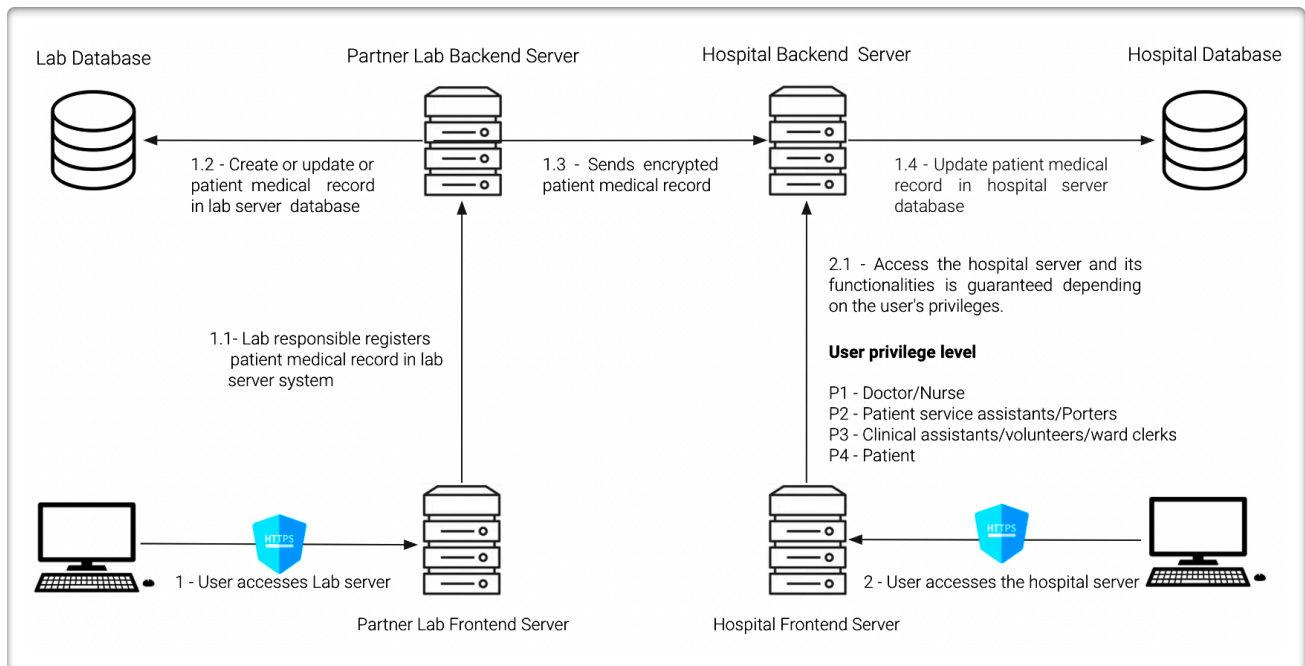 Lab Database
Partner Lab Backend Server
Hospital Backend Server
Hospital Database
1.2 - Create or update or
patient medical record
in lab server database
1.3 - Sends encrypted
patient medical record
1.4 - Update patient medical
record in hospital server
database
2.1 - Access the hospital server and its
functionalities is guaranteed depending
on the user's privileges.
1.1- Lab responsible registers
patient medical record in lab
server system
User privilege level
P1 - Doctor/Nurse
P2 - Patient service assistants/Porters
P3 - Clinical assistants/volunteers/ward clerks
P4 - Patient
HTTPS
1 - User accesses Lab server
HTTPS
2 - User accesses the hospital server
Partner Lab Frontend Server
Hospital Frontend Server